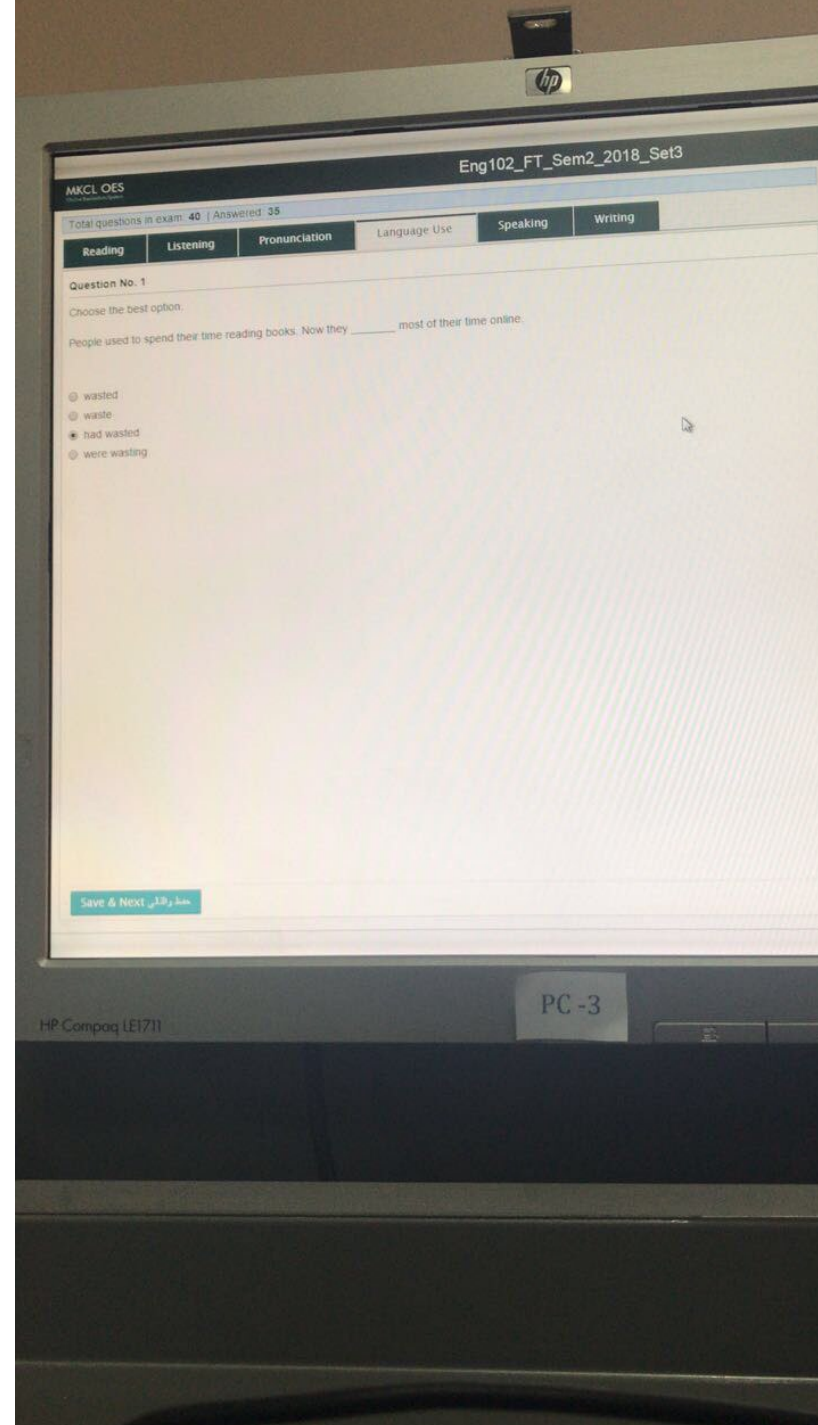 hp
Eng102_FT_Sem2_2018_Set3
MKCL OES
Total questions in exam: 40 | Answered: 35
Reading Listening Pronunciation Language Use Speaking Writing
Question No. 1
Choose the best option.
People used to spend their time reading books. Now they _______ most of their time online.
wasted
waste
had wasted
were wasting
Save & Next حفظ والتالي
PC -3
HP Compaq LE1711